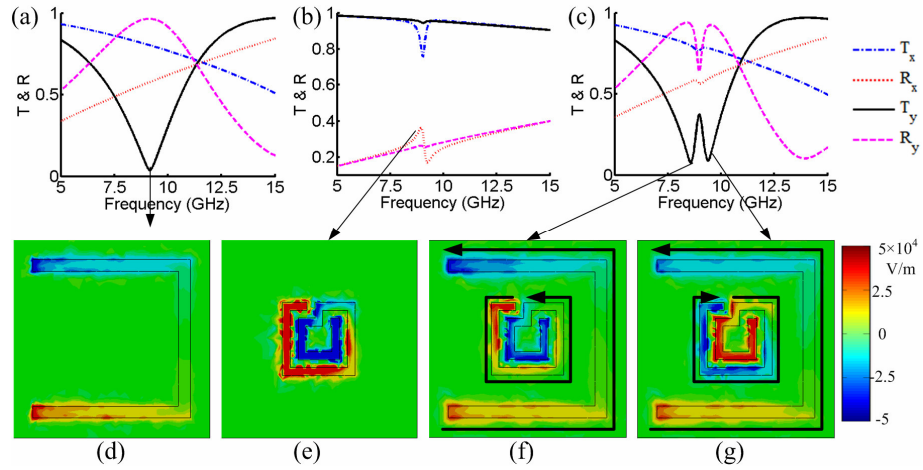 (a)
T & R
1
0.5
0
5 7.5 10 12.5 15
Frequency (GHz)
(b)
T & R
1
0.8
0.6
0.4
0.2
5 7.5 10 12.5 15
Frequency (GHz)
(c)
T & R
1
0.5
0
5 7.5 10 12.5 15
Frequency (GHz)
Tx
Rx
Ty
Ry
5×10⁴
V/m
2.5
0
-2.5
-5
(d) (e) (f) (g)